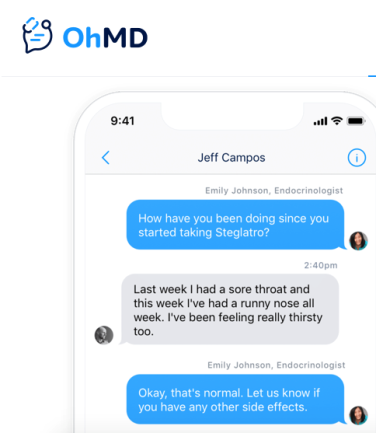 OhMD
9:41
Jeff Campos
Emily Johnson, Endocrinologist
How have you been doing since you
started taking Steglatro?
2:40pm
Last week I had a sore throat and
this week I've had a runny nose all
week. I've been feeling really thirsty
too.
Emily Johnson, Endocrinologist
Okay, that's normal. Let us know if
you have any other side effects.